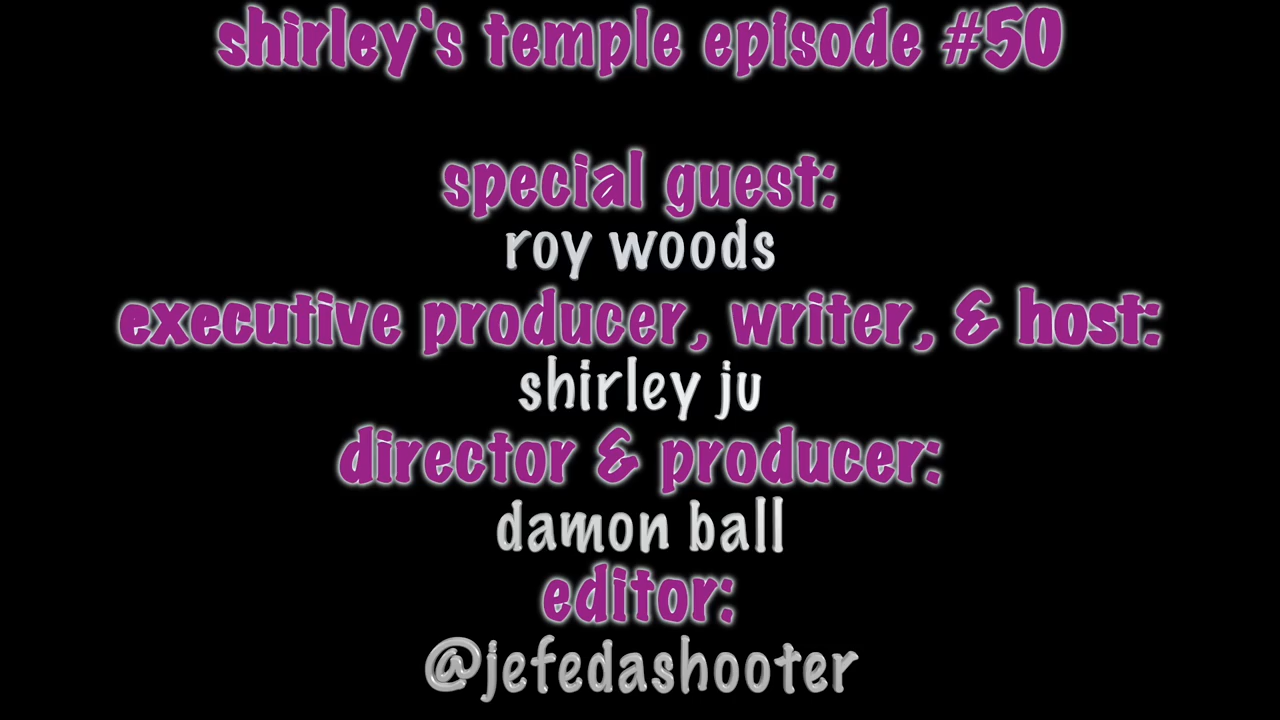 shirley's temple episode #50
special guest:
roy woods
executive producer, writer, & host:
shirley ju
director & producer:
damon ball
editor:
@jefedashooter